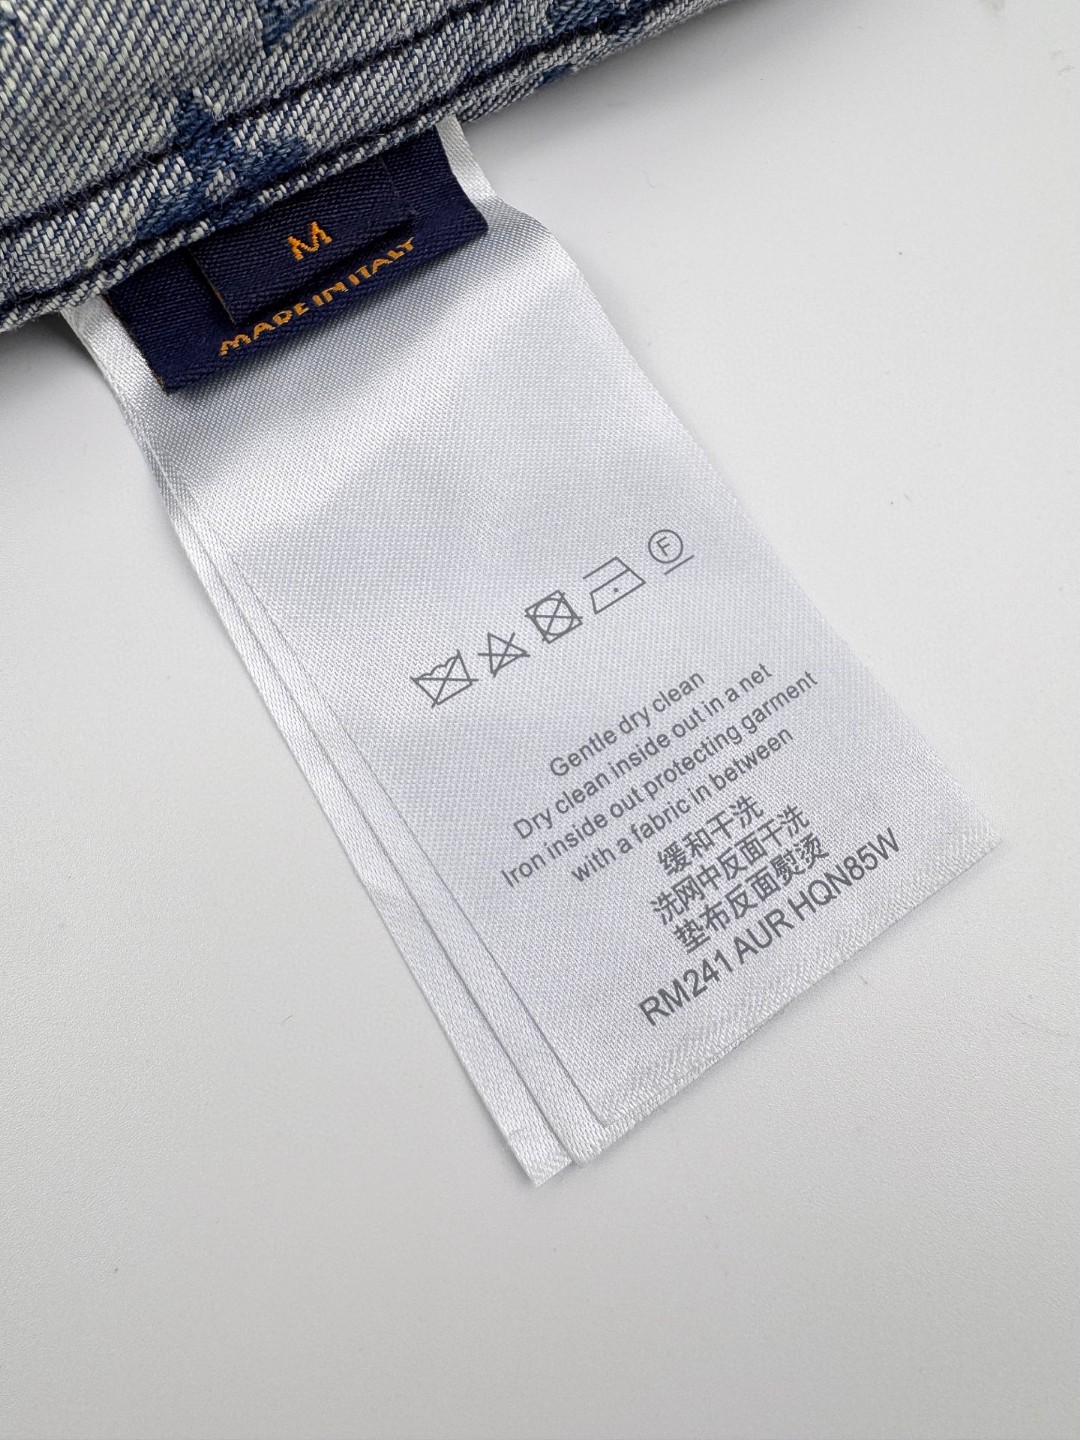 M
MADE IN ITALY
F
Gentle dry clean
Dry clean inside out in a net
Iron inside out protecting garment
with a fabric in between
缓和干洗
洗网中反面干洗
垫布反面熨烫
RM241 AUR HQN85W